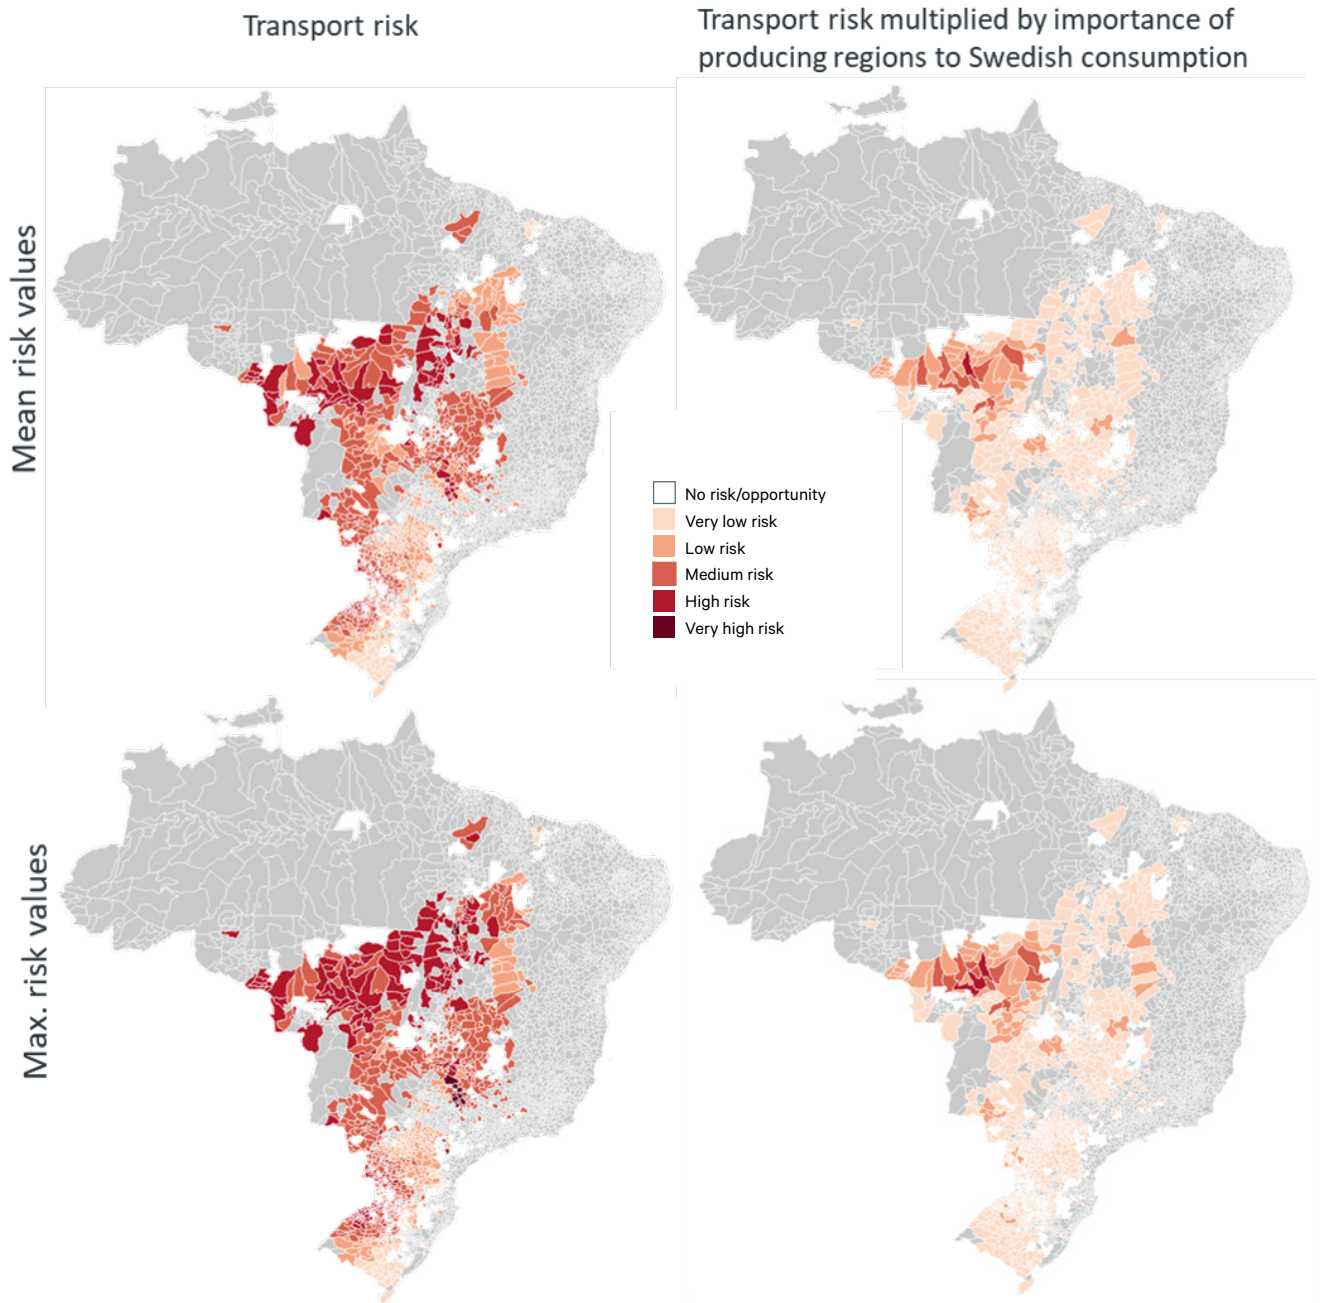 Transport risk
Transport risk multiplied by importance of
producing regions to Swedish consumption
Mean risk values
No risk/opportunity
Very low risk
Low risk
Medium risk
High risk
Very high risk
Max. risk values